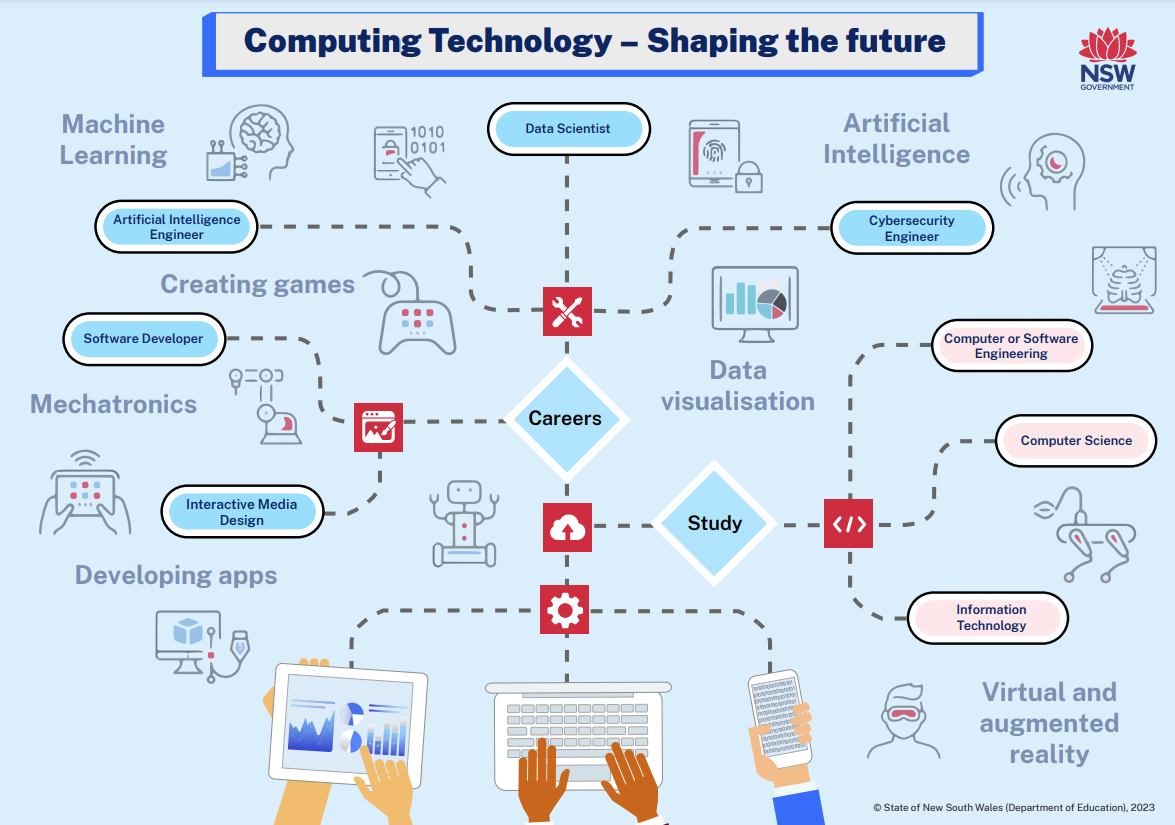 Computing Technology – Shaping the future
NSW
GOVERNMENT
Machine
Learning
1010
0101
Data Scientist
Artificial
Intelligence
Artificial Intelligence
Engineer
Cybersecurity
Engineer
Creating games
Software Developer
Computer or Software
Engineering
Data
visualisation
Mechatronics
Careers
Computer Science
Interactive Media
Design
Study
</>
Developing apps
Information
Technology
Virtual and
augmented
reality
© State of New South Wales (Department of Education), 2023